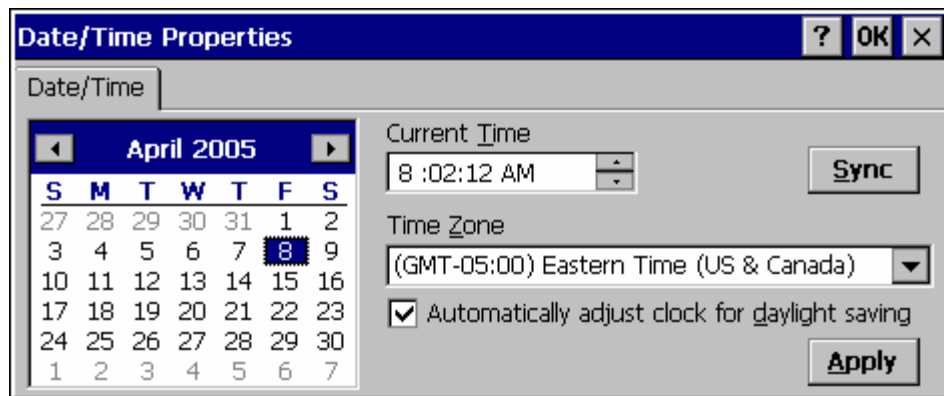 Date/Time Properties ? OK ×
Date/Time
April 2005
S M T W T F S
27 28 29 30 31 1 2
3 4 5 6 7 8 9
10 11 12 13 14 15 16
17 18 19 20 21 22 23
24 25 26 27 28 29 30
1 2 3 4 5 6 7
Current Time
8 :02:12 AM
Sync
Time Zone
(GMT-05:00) Eastern Time (US & Canada)
Automatically adjust clock for daylight saving
Apply